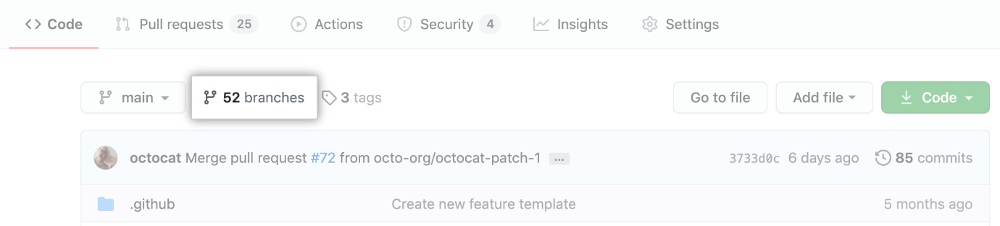 Code Pull requests 25 Actions Security 4 Insights Settings
main 52 branches 3 tags Go to file Add file Code
octocat Merge pull request #72 from octo-org/octocat-patch-1 ... 3733d0c 6 days ago 85 commits
.github Create new feature template 5 months ago